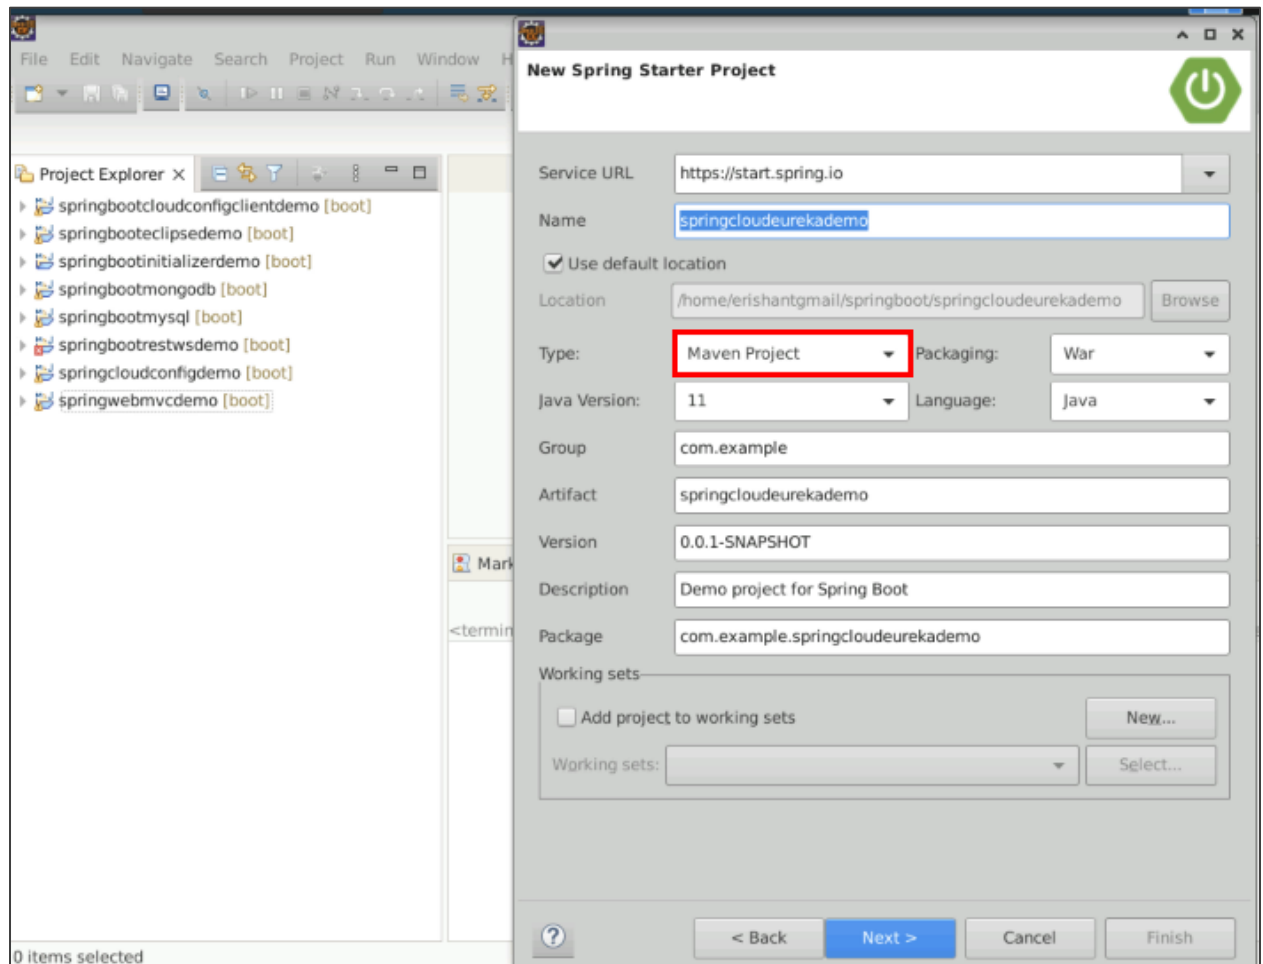 New Spring Starter Project
File Edit Navigate Search Project Run Window H
Project Explorer
springbootcloudconfigclientdemo [boot]
springbooteclipsedemo [boot]
springbootinitializerdemo [boot]
springbootmongodb [boot]
springbootmysql [boot]
springbootrestwsdemo [boot]
springcloudconfigdemo [boot]
springwebmvcdemo [boot]
0 items selected
Mark
<termin
Service URL https://start.spring.io
Name springcloudeurekademo
Use default location
Location /home/erishantgmail/springboot/springcloudeurekademo Browse
Type: Maven Project Packaging: War
Java Version: 11 Language: Java
Group com.example
Artifact springcloudeurekademo
Version 0.0.1-SNAPSHOT
Description Demo project for Spring Boot
Package com.example.springcloudeurekademo
Working sets
Add project to working sets New...
Working sets: Select...
? < Back Next > Cancel Finish